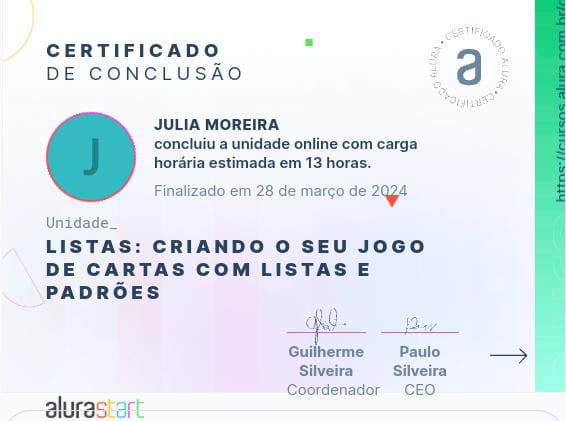 CERTIFICADO
DE CONCLUSÃO
CERTIFICADO ALURA • CERTIFICADO ALURA •
a
J
JULIA MOREIRA
concluiu a unidade online com carga
horária estimada em 13 horas.
Finalizado em 28 de março de 2024
Unidade_
LISTAS: CRIANDO O SEU JOGO
DE CARTAS COM LISTAS E
PADRÕES
Guilherme
Silveira
Coordenador
Paulo
Silveira
CEO
alurastart
https://cursos.alura.com.br/c